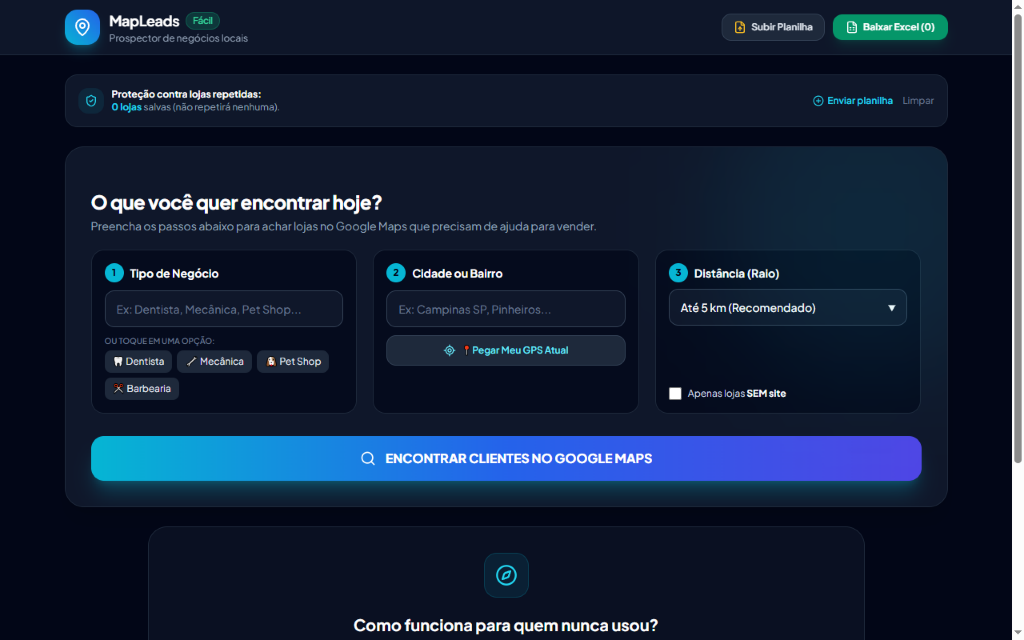 MapLeads Fácil
Prospector de negócios locais
Subir Planilha
Baixar Excel (0)
Proteção contra lojas repetidas:
0 lojas salvas (não repetirá nenhuma).
Enviar planilha
Limpar
O que você quer encontrar hoje?
Preencha os passos abaixo para achar lojas no Google Maps que precisam de ajuda para vender.
1 Tipo de Negócio
Ex: Dentista, Mecânica, Pet Shop...
OU TOQUE EM UMA OPÇÃO:
Dentista
Mecânica
Pet Shop
Barbearia
2 Cidade ou Bairro
Ex: Campinas SP, Pinheiros...
Pegar Meu GPS Atual
3 Distância (Raio)
Até 5 km (Recomendado)
Apenas lojas SEM site
ENCONTRAR CLIENTES NO GOOGLE MAPS
Como funciona para quem nunca usou?